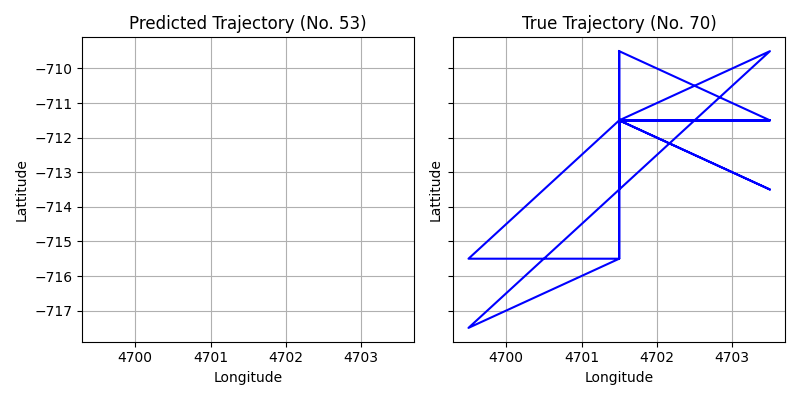 Predicted Trajectory (No. 53)
True Trajectory (No. 70)
−710
−711
−712
−713
−714
−715
−716
−717
Lattitude
Lattitude
4700 4701 4702 4703
4700 4701 4702 4703
Longitude
Longitude